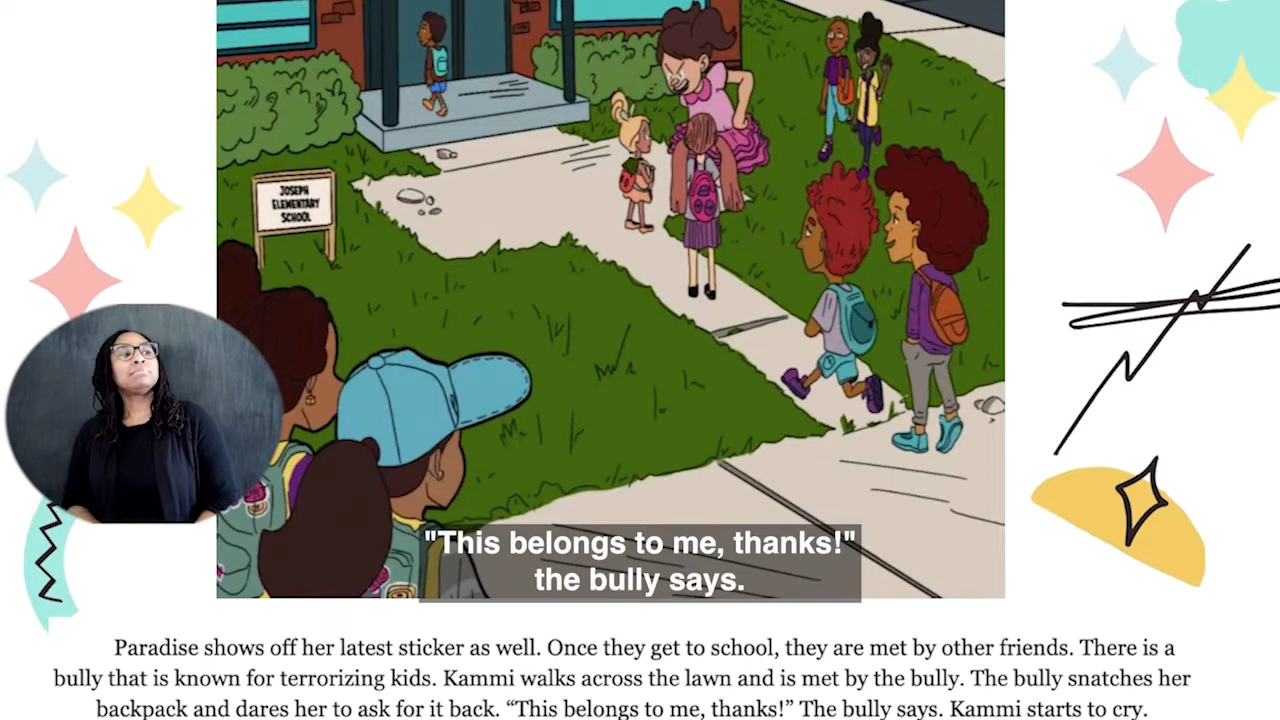 JOSEPH
ELEMENTARY
SCHOOL
"This belongs to me, thanks!"
the bully says.
Paradise shows off her latest sticker as well. Once they get to school, they are met by other friends. There is a
bully that is known for terrorizing kids. Kammi walks across the lawn and is met by the bully. The bully snatches her
backpack and dares her to ask for it back. “This belongs to me, thanks!” The bully says. Kammi starts to cry.